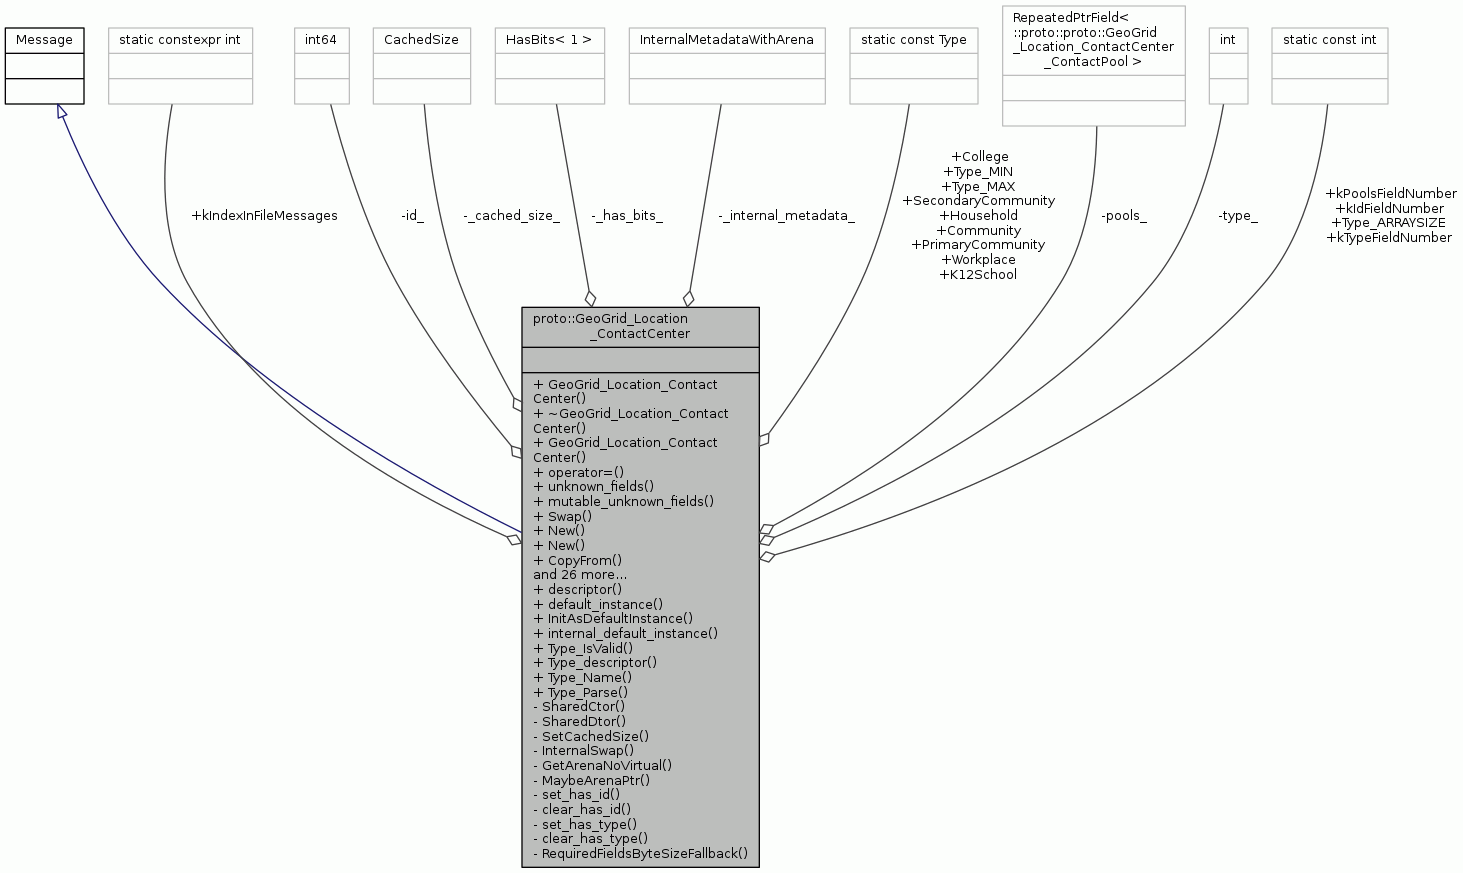 Message
static constexpr int
int64
CachedSize
HasBits< 1 >
InternalMetadataWithArena
static const Type
RepeatedPtrField<
::proto::proto::GeoGrid
_Location_ContactCenter
_ContactPool >
int
static const int
+kIndexInFileMessages
-id_
-_cached_size_
-_has_bits_
-_internal_metadata_
+College
+Type_MIN
+Type_MAX
+SecondaryCommunity
+Household
+Community
+PrimaryCommunity
+Workplace
+K12School
-pools_
-type_
+kPoolsFieldNumber
+kIdFieldNumber
+Type_ARRAYSIZE
+kTypeFieldNumber
proto::GeoGrid_Location
_ContactCenter
+ GeoGrid_Location_Contact
Center()
+ ~GeoGrid_Location_Contact
Center()
+ GeoGrid_Location_Contact
Center()
+ operator=()
+ unknown_fields()
+ mutable_unknown_fields()
+ Swap()
+ New()
+ New()
+ CopyFrom()
and 26 more...
+ descriptor()
+ default_instance()
+ InitAsDefaultInstance()
+ internal_default_instance()
+ Type_IsValid()
+ Type_descriptor()
+ Type_Name()
+ Type_Parse()
- SharedCtor()
- SharedDtor()
- SetCachedSize()
- InternalSwap()
- GetArenaNoVirtual()
- MaybeArenaPtr()
- set_has_id()
- clear_has_id()
- set_has_type()
- clear_has_type()
- RequiredFieldsByteSizeFallback()